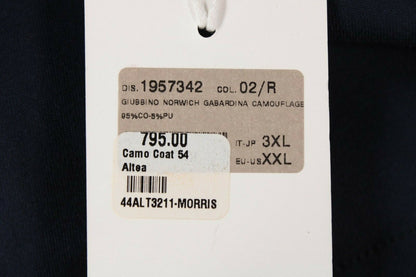 DIS. 1957342 COL. 02/R
GIUBBINO NORWICH GABARDINA CAMOUFLAGE
95%CO-5%PU
795.00
IT-JP 3XL
Camo Coat 54
EU-US XXL
Altea
44ALT3211-MORRIS